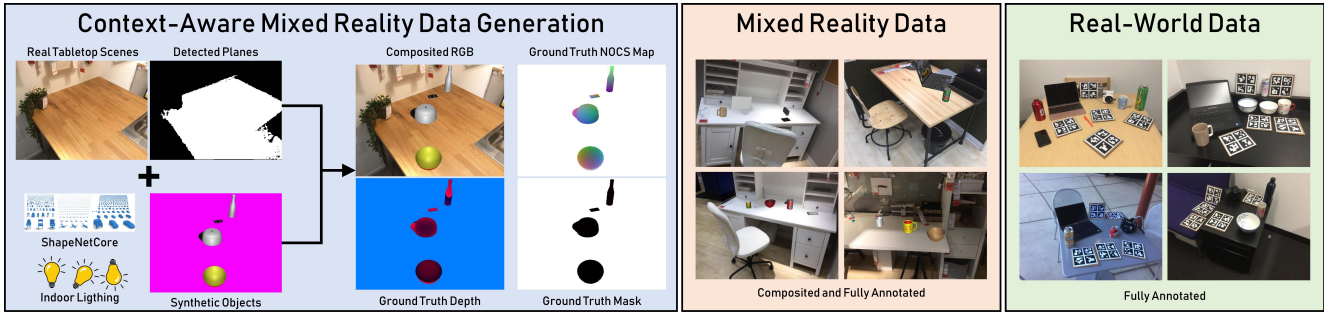 Context-Aware Mixed Reality Data Generation
Real Tabletop Scenes
Detected Planes
Composited RGB
Ground Truth NOCS Map
ShapeNetCore
Indoor Ligthing
Synthetic Objects
Ground Truth Depth
Ground Truth Mask
Mixed Reality Data
Composited and Fully Annotated
Real-World Data
Fully Annotated